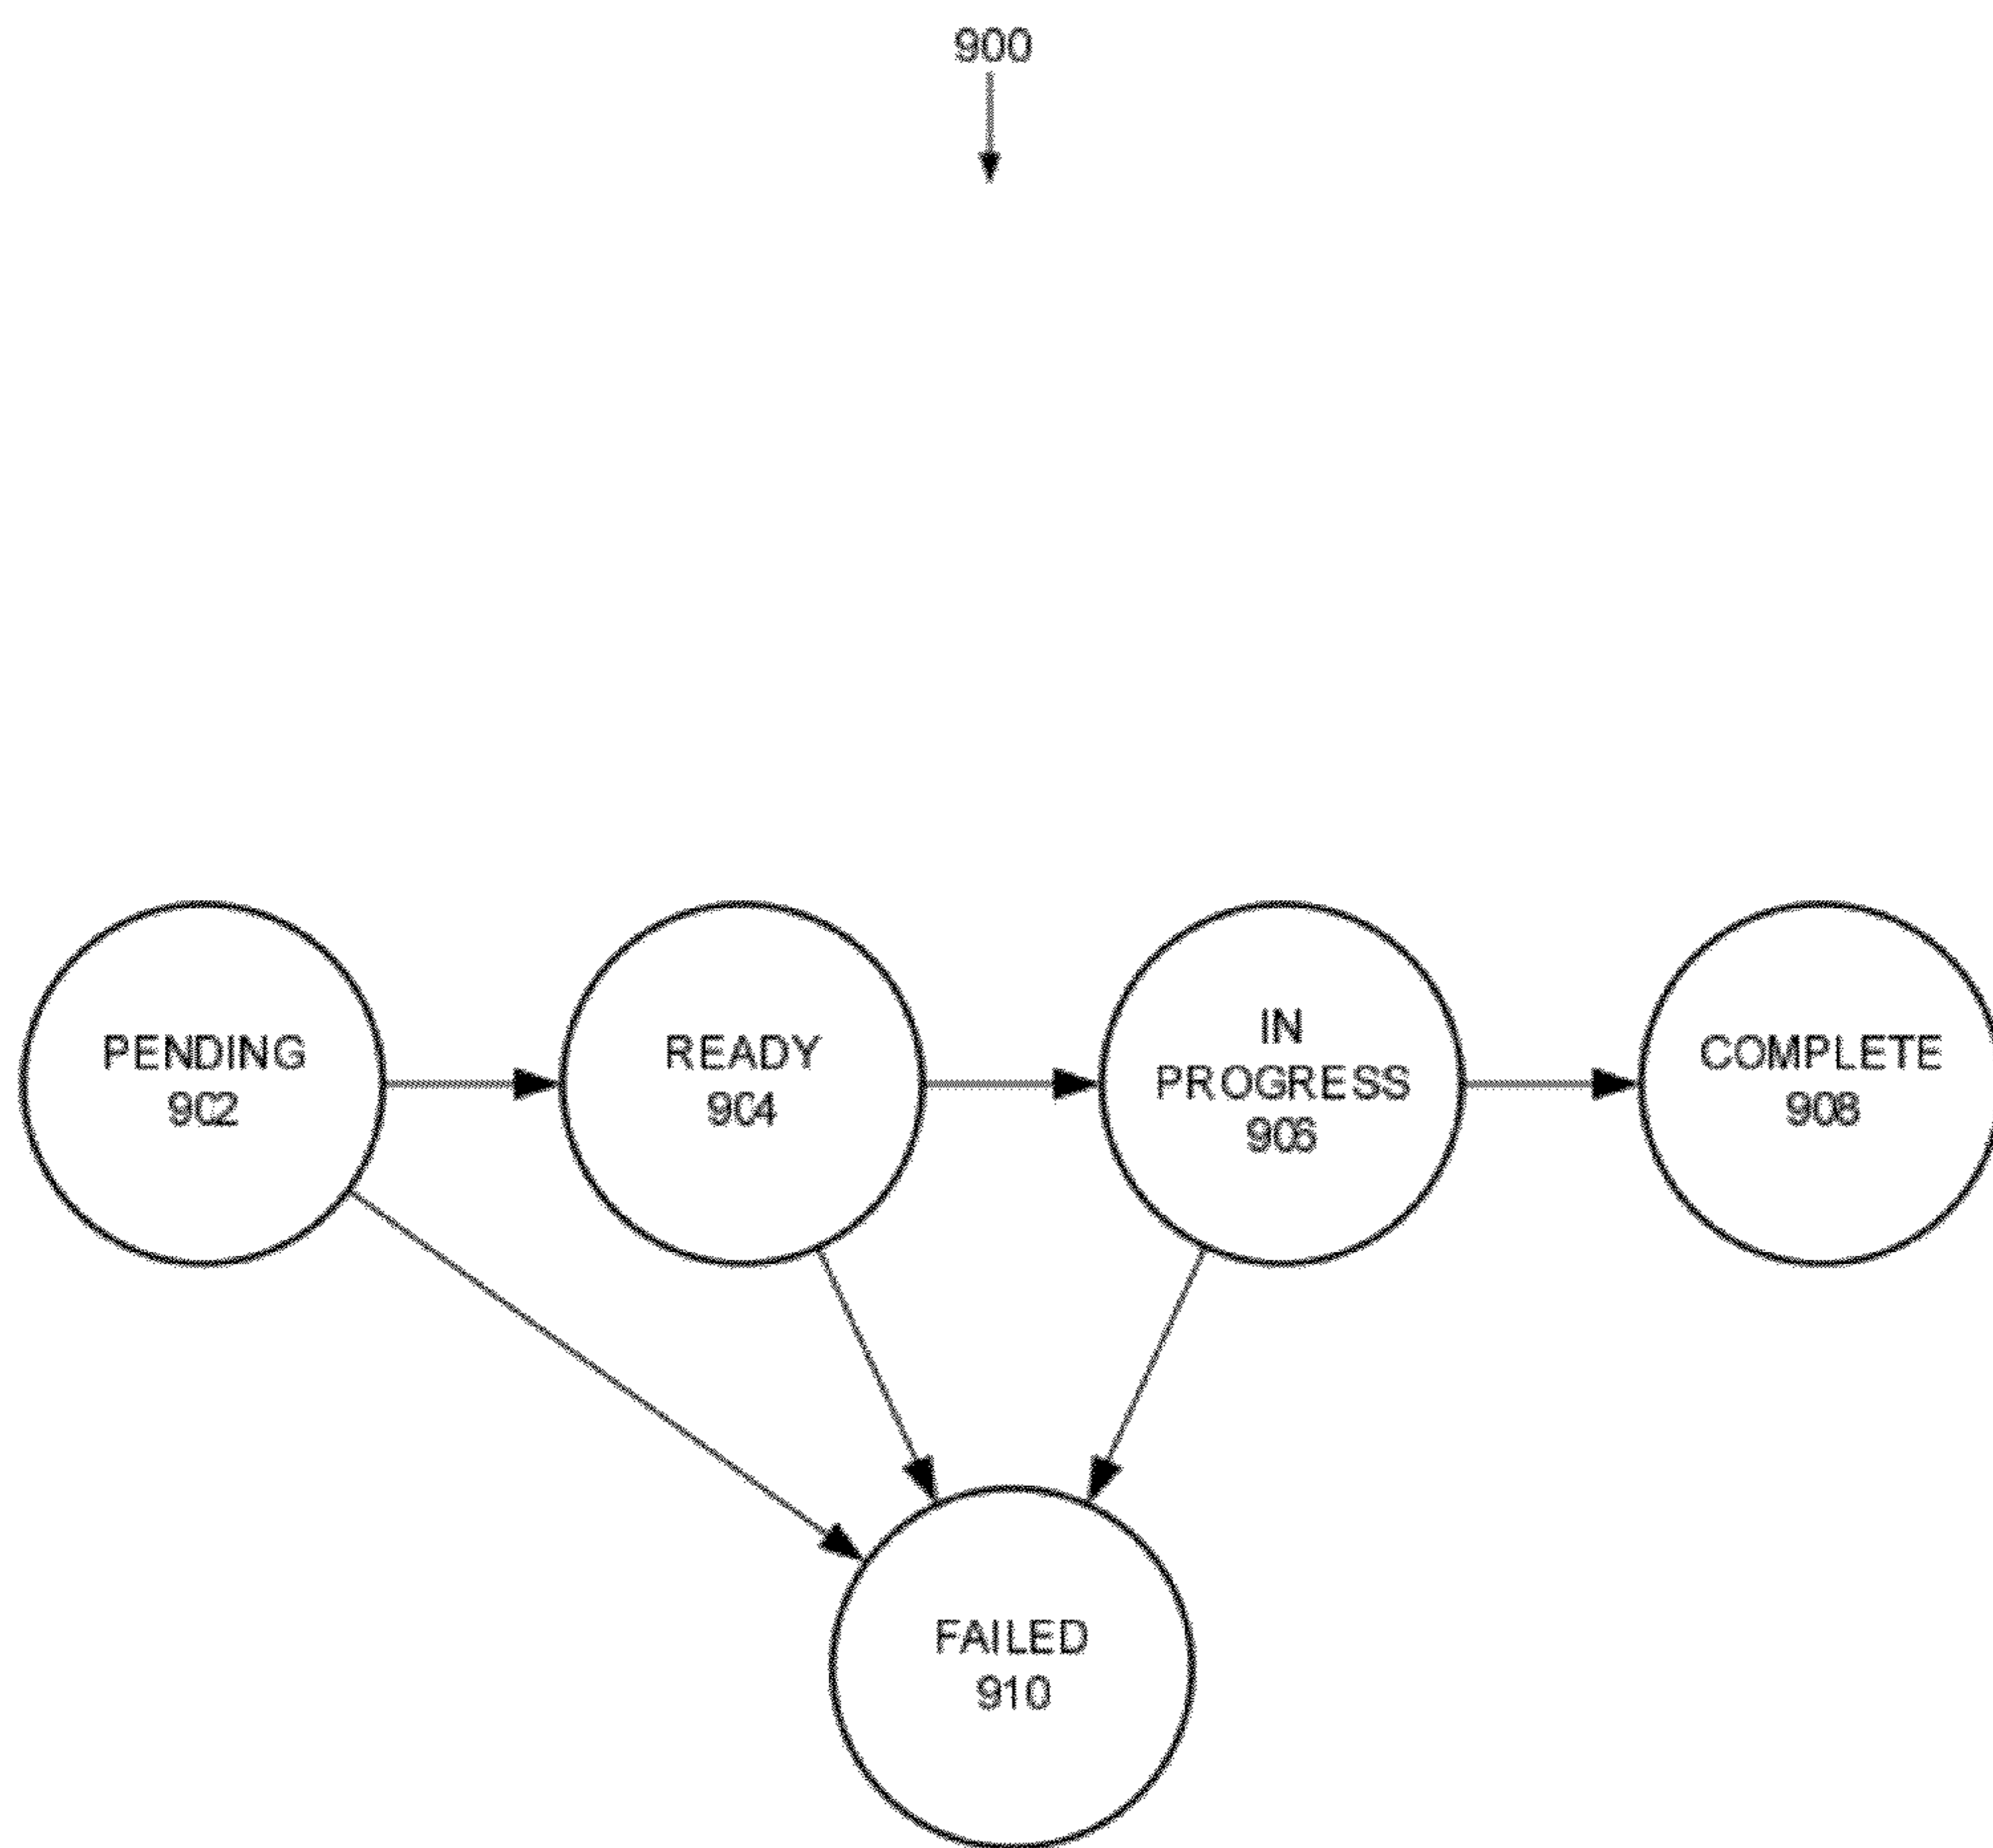 900
PENDING
902
READY
904
IN
PROGRESS
906
COMPLETE
908
FAILED
910